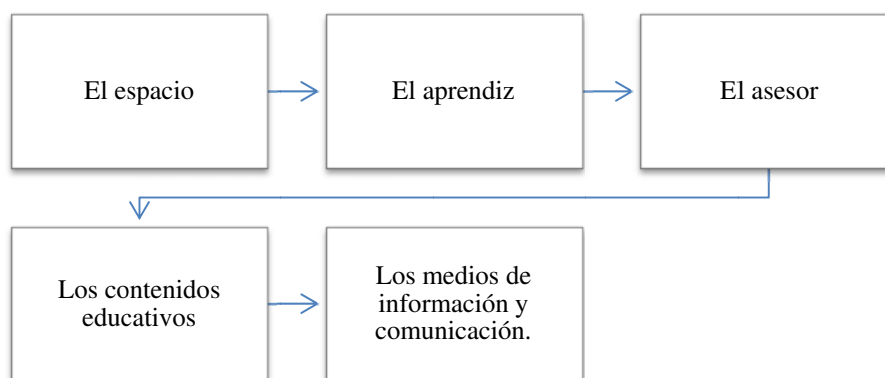 El espacio
El aprendiz
El asesor
Los contenidos
educativos
Los medios de
información y
comunicación.